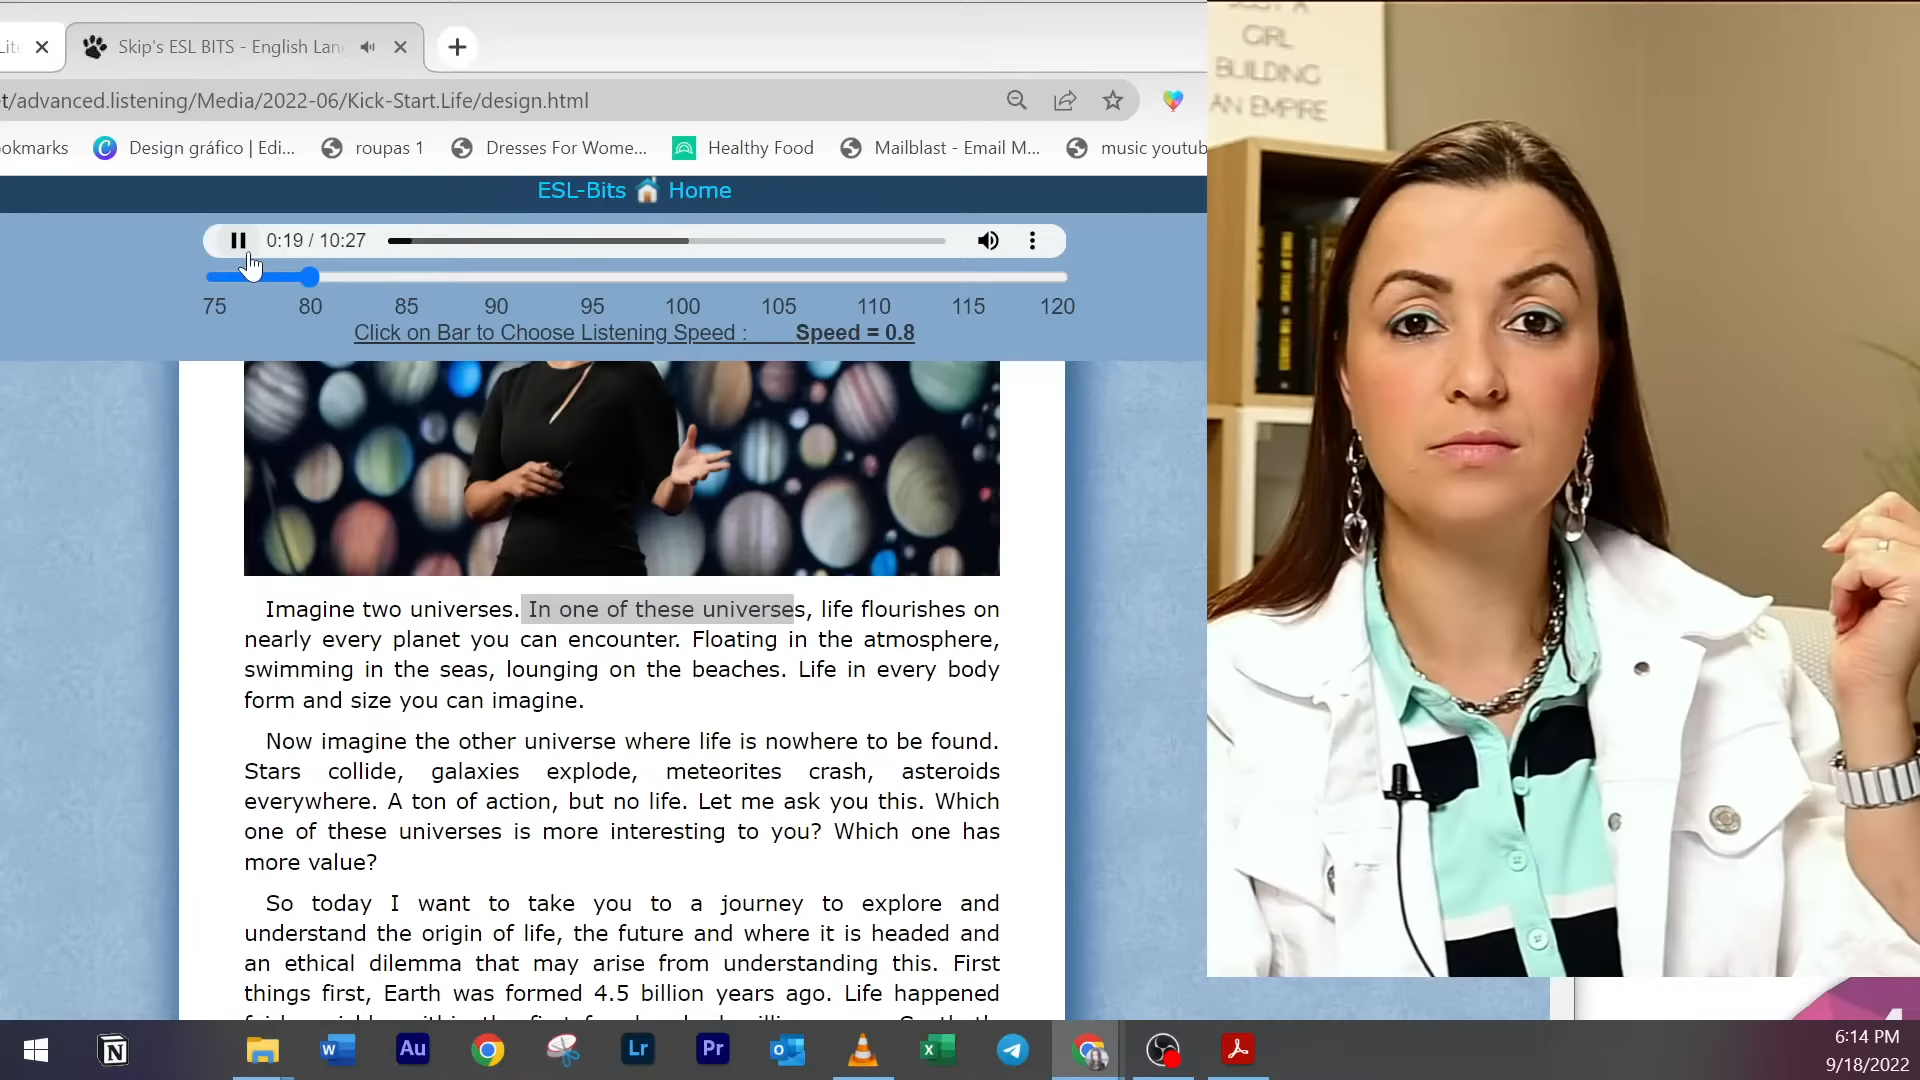 Skip's ESL BITS - English Lan
t/advanced.listening/Media/2022-06/Kick-Start.Life/design.html
okmarks
Design gráfico | Edi...
roupas 1
Dresses For Wome...
Healthy Food
Mailblast - Email M...
music youtub
ESL-Bits Home
0:19 / 10:27
75 80 85 90 95 100 105 110 115 120
Click on Bar to Choose Listening Speed : Speed = 0.8
Imagine two universes. In one of these universes, life flourishes on
nearly every planet you can encounter. Floating in the atmosphere,
swimming in the seas, lounging on the beaches. Life in every body
form and size you can imagine.
Now imagine the other universe where life is nowhere to be found.
Stars collide, galaxies explode, meteorites crash, asteroids
everywhere. A ton of action, but no life. Let me ask you this. Which
one of these universes is more interesting to you? Which one has
more value?
So today I want to take you to a journey to explore and
understand the origin of life, the future and where it is headed and
an ethical dilemma that may arise from understanding this. First
things first, Earth was formed 4.5 billion years ago. Life happened
GIRL
BUILDING
AN EMPIRE
Au
Lr
Pr
6:14 PM
9/18/2022